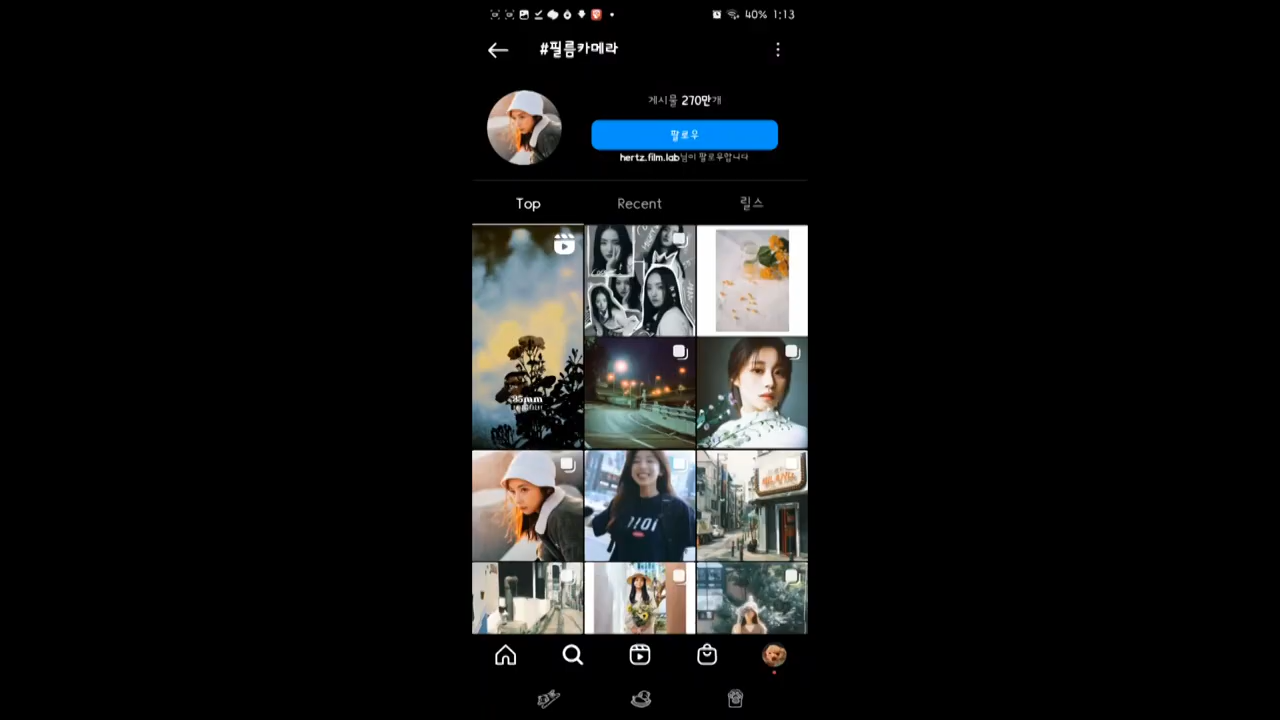 40% 1:13
#필름카메라
게시물 270만개
팔로우
hertz.film.lab님이 팔로우합니다
Top Recent 릴스
35mm